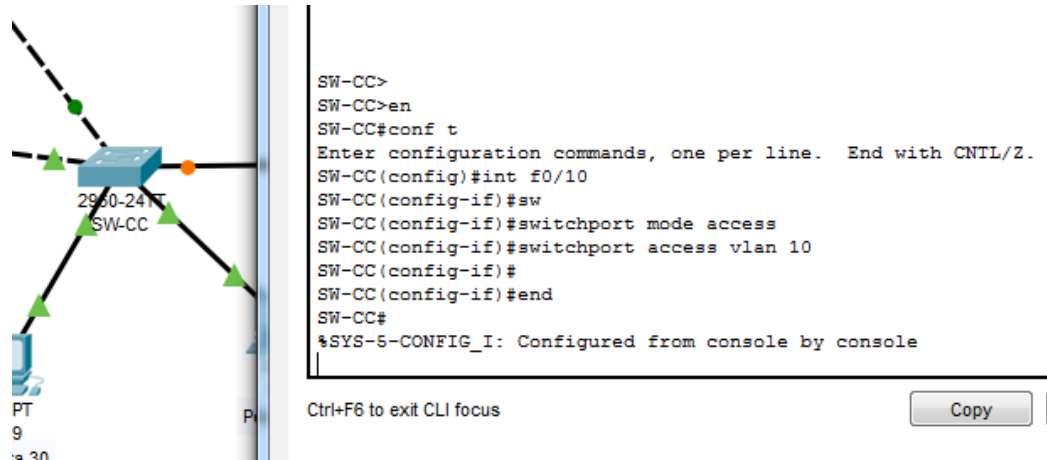 SW-CC>
SW-CC>en
SW-CC#conf t
Enter configuration commands, one per line.  End with CNTL/Z.
SW-CC(config)#int f0/10
SW-CC(config-if)#sw
SW-CC(config-if)#switchport mode access
SW-CC(config-if)#switchport access vlan 10
SW-CC(config-if)#
SW-CC(config-if)#end
SW-CC#
%SYS-5-CONFIG_I: Configured from console by console
Ctrl+F6 to exit CLI focus
Copy
2960-24TT
SW-CC
PT
9
a 30